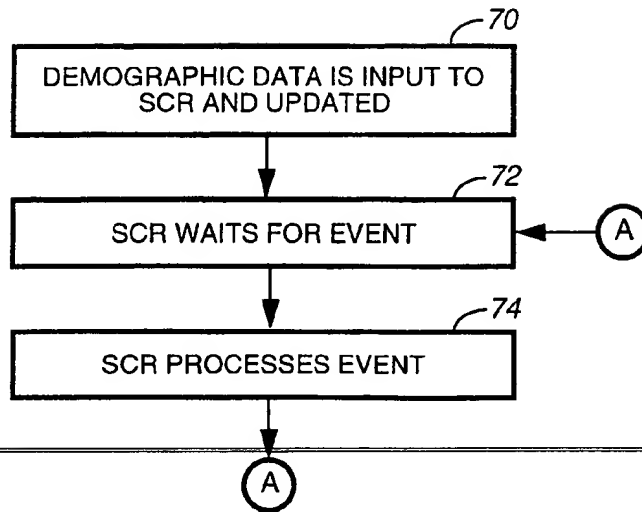 70
DEMOGRAPHIC DATA IS INPUT TO
SCR AND UPDATED
72
SCR WAITS FOR EVENT
A
74
SCR PROCESSES EVENT
A